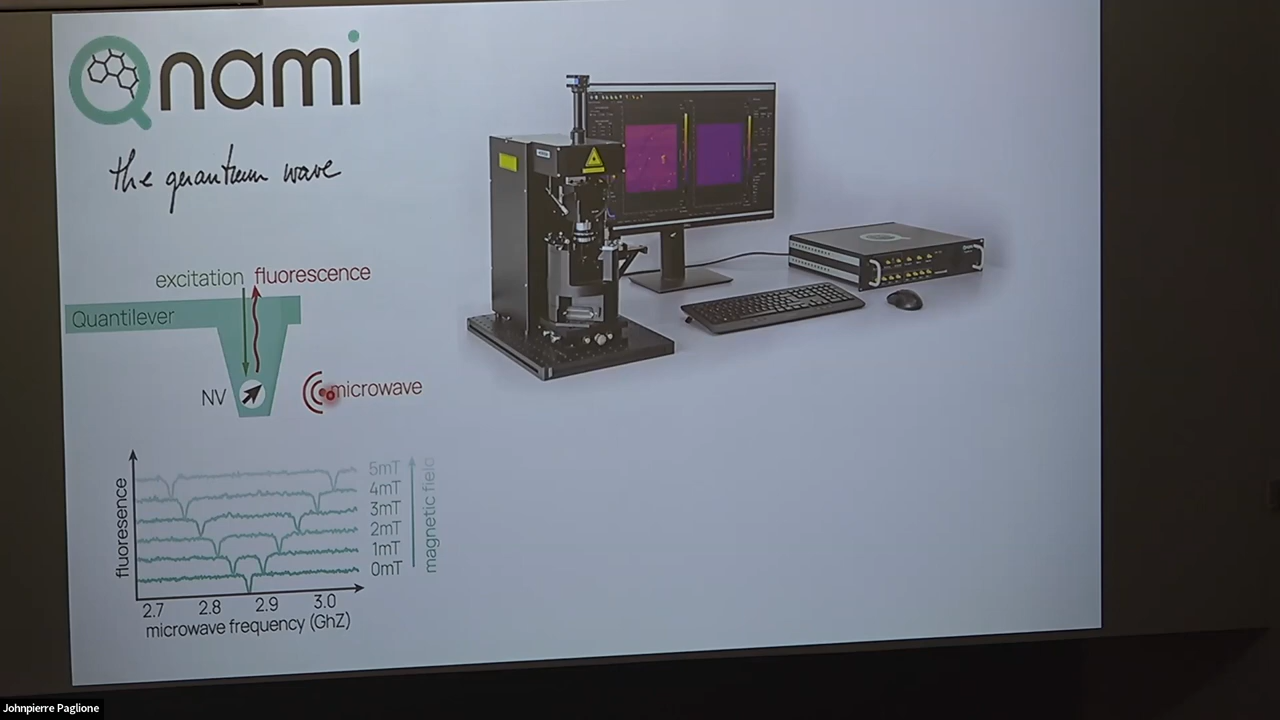 Qnami
the quantum wave
excitation fluorescence
Quantilever
NV
microwave
fluoresence
5mT
4mT
3mT
2mT
1mT
0mT
magnetic field
2.7 2.8 2.9 3.0
microwave frequency (GhZ)
Johnpierre Paglione